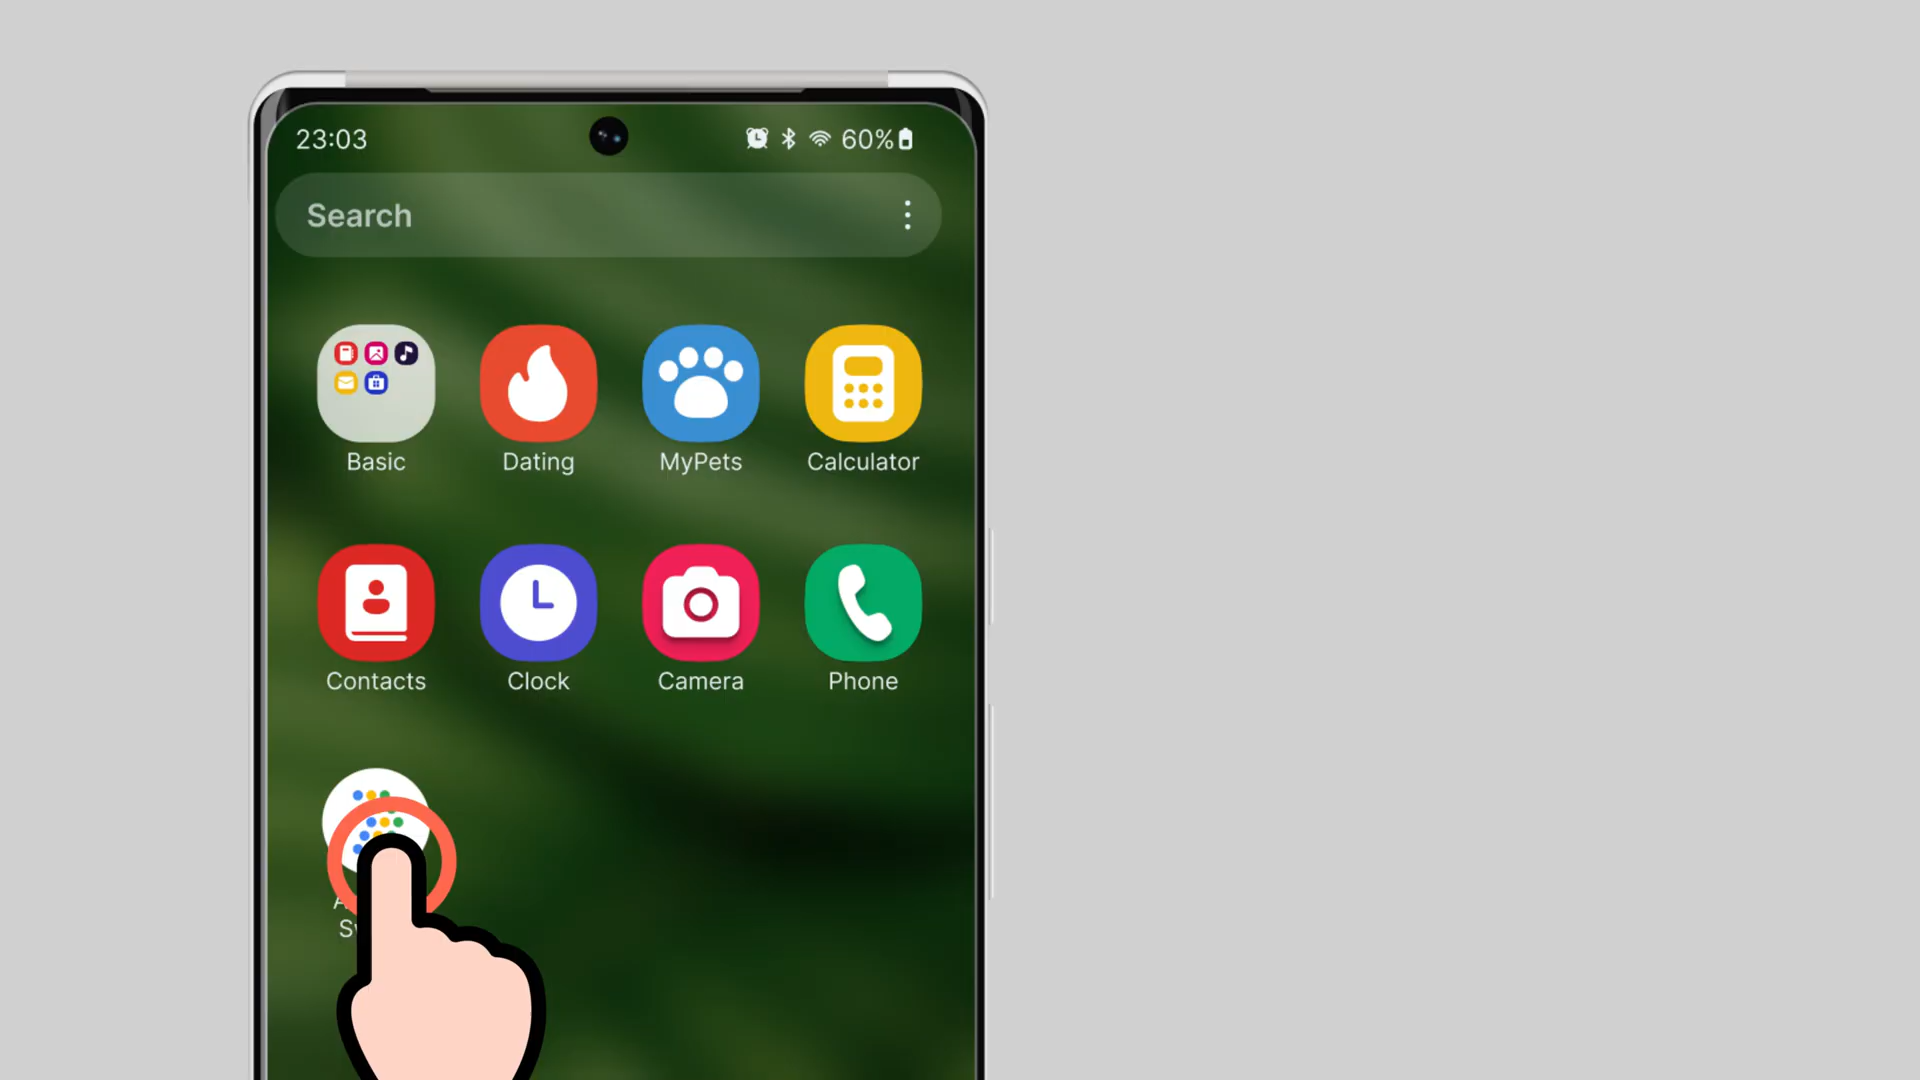 23:03
60%
Search
Basic
Dating
MyPets
Calculator
Contacts
Clock
Camera
Phone